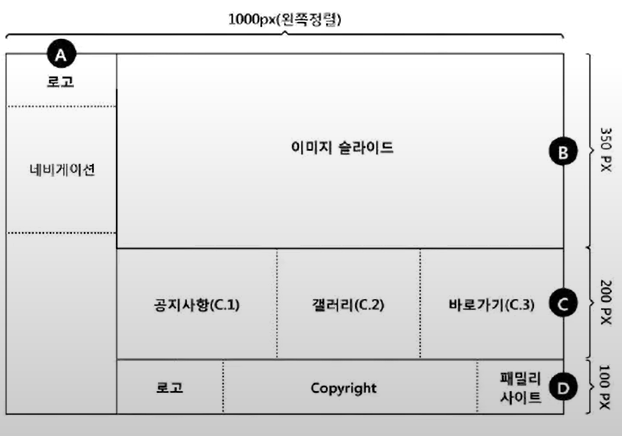 1000px(왼쪽정렬)
A
로고
네비게이션
이미지 슬라이드
B
350 PX
공지사항(C.1)
갤러리(C.2)
바로가기(C.3)
C
200 PX
로고
Copyright
패밀리
사이트
D
100 PX